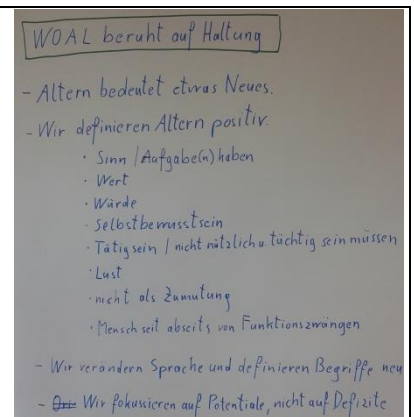 WOAL beruht auf Haltung
- Altern bedeutet etwas Neues.
- Wir definieren Altern positiv.
· Sinn / Aufgabe(n) haben
· Wert
· Würde
· Selbstbewusstsein
· Tätig sein / nicht nützlich u. tüchtig sein müssen
· Lust
· nicht als Zumutung
· Mensch seit abseits von Funktionszwängen
- Wir verändern Sprache und definieren Begriffe neu
- Wir fokussieren auf Potentiale, nicht auf Defizite